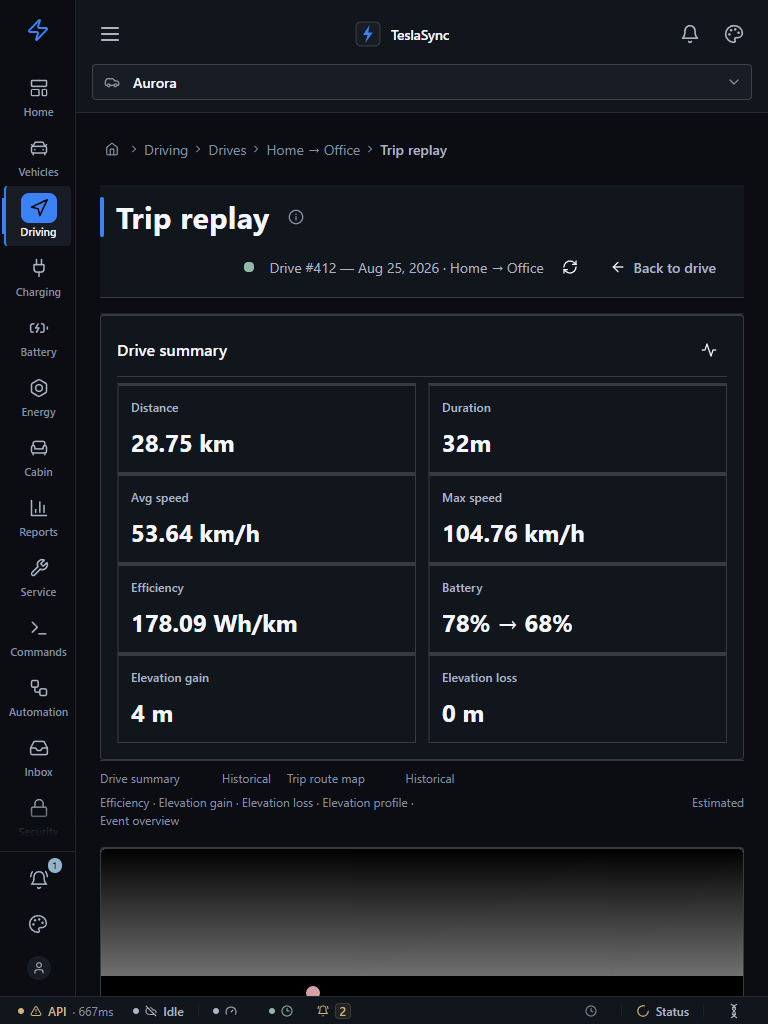 TeslaSync
Aurora
Home
Vehicles
Driving
Charging
Battery
Energy
Cabin
Reports
Service
Commands
Automation
Inbox
Security
1
Driving > Drives > Home → Office > Trip replay
Trip replay
Drive #412 — Aug 25, 2026 · Home → Office
Back to drive
Drive summary
Distance
28.75 km
Duration
32m
Avg speed
53.64 km/h
Max speed
104.76 km/h
Efficiency
178.09 Wh/km
Battery
78% → 68%
Elevation gain
4 m
Elevation loss
0 m
Drive summary Historical Trip route map Historical
Efficiency · Elevation gain · Elevation loss · Elevation profile ·
Event overview
Estimated
API · 667ms
Idle
2
Status